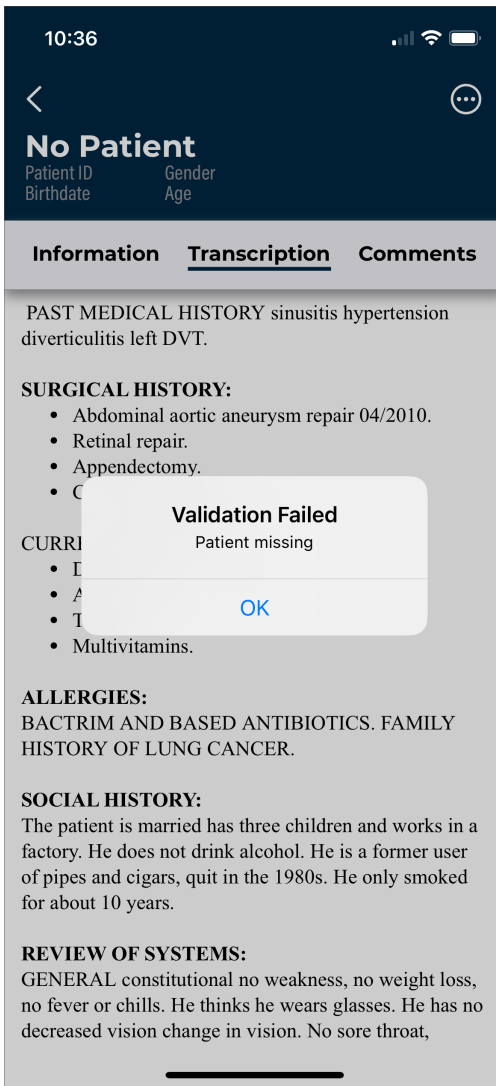 10:36
No Patient
Patient ID Gender
Birthdate Age
Information Transcription Comments
PAST MEDICAL HISTORY sinusitis hypertension
diverticulitis left DVT.
SURGICAL HISTORY:
• Abdominal aortic aneurysm repair 04/2010.
• Retinal repair.
• Appendectomy.
Validation Failed
Patient missing
OK
• Multivitamins.
ALLERGIES:
BACTRIM AND BASED ANTIBIOTICS. FAMILY
HISTORY OF LUNG CANCER.
SOCIAL HISTORY:
The patient is married has three children and works in a
factory. He does not drink alcohol. He is a former user
of pipes and cigars, quit in the 1980s. He only smoked
for about 10 years.
REVIEW OF SYSTEMS:
GENERAL constitutional no weakness, no weight loss,
no fever or chills. He thinks he wears glasses. He has no
decreased vision change in vision. No sore throat,